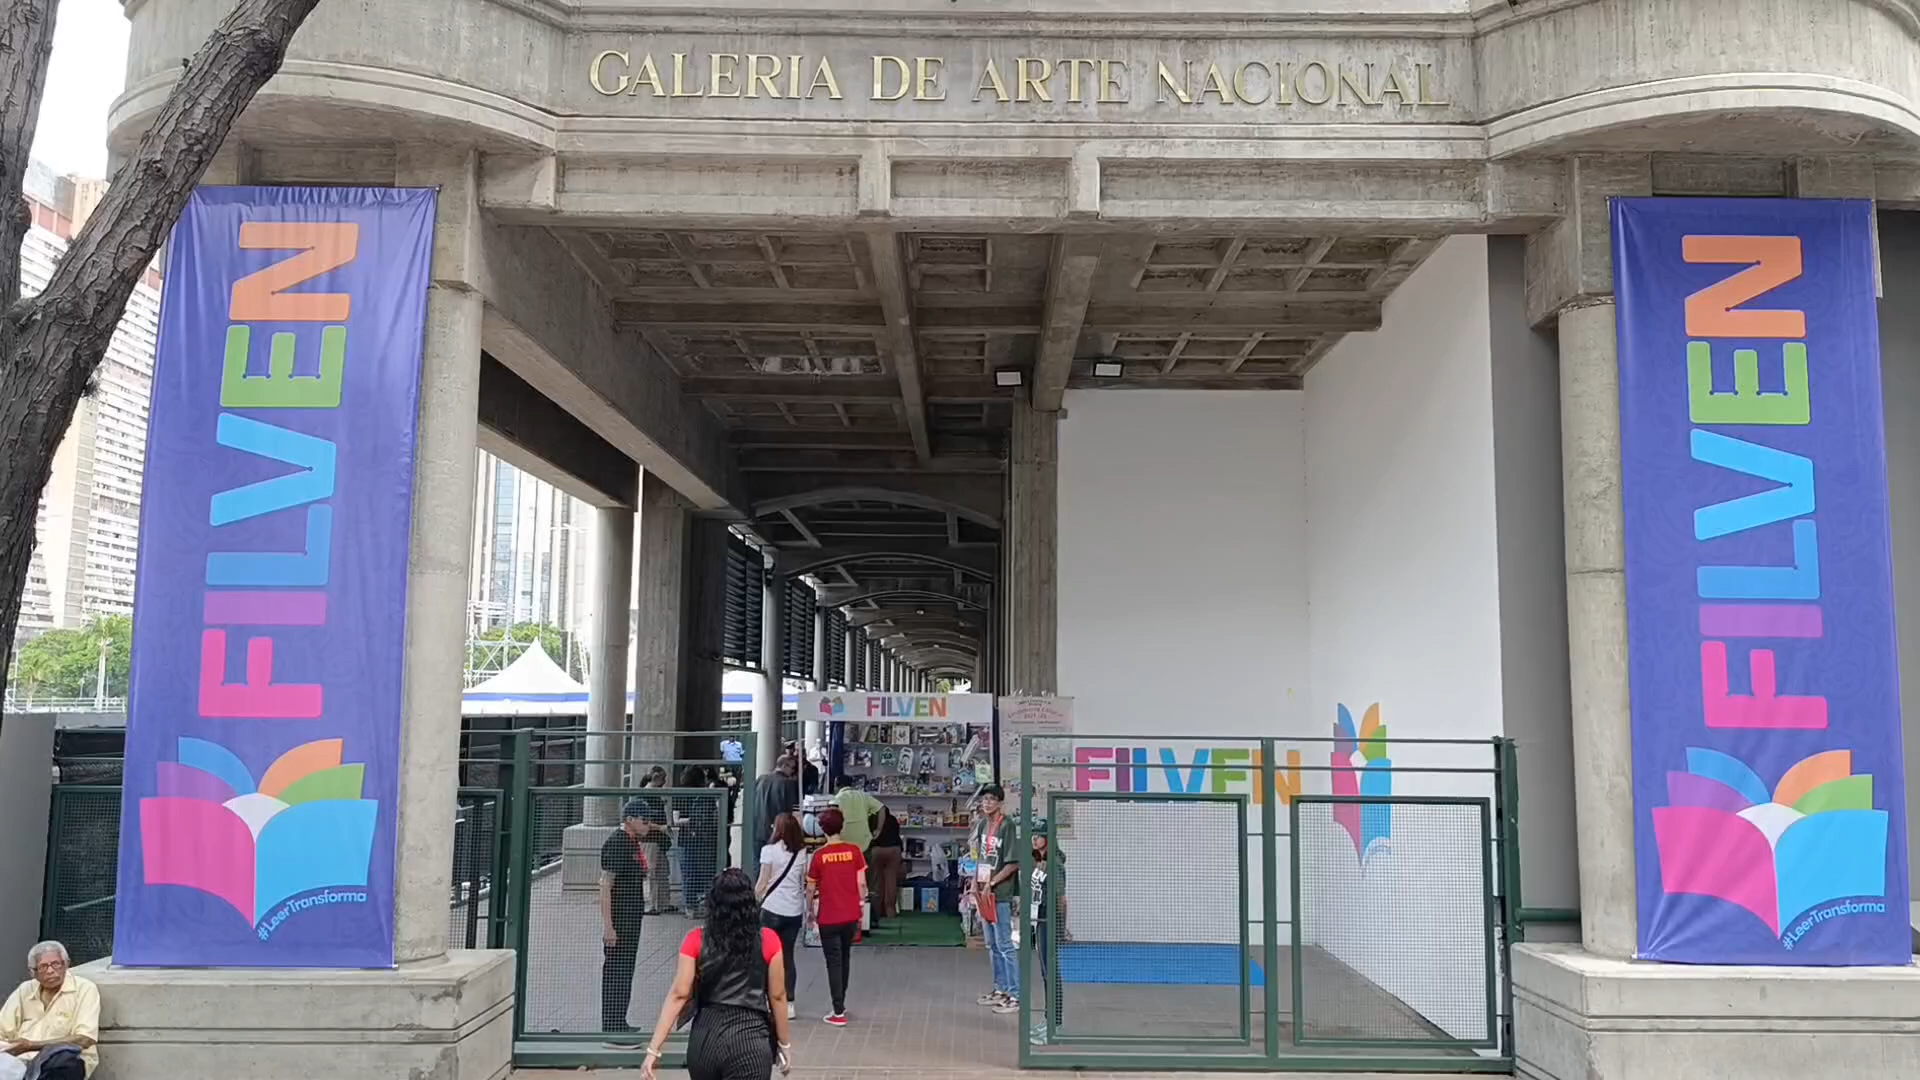 GALERIA DE ARTE NACIONAL
FILVEN
#LeerTransforma
FILVEN
#LeerTransforma
FILVEN
FILVEN
POTTER